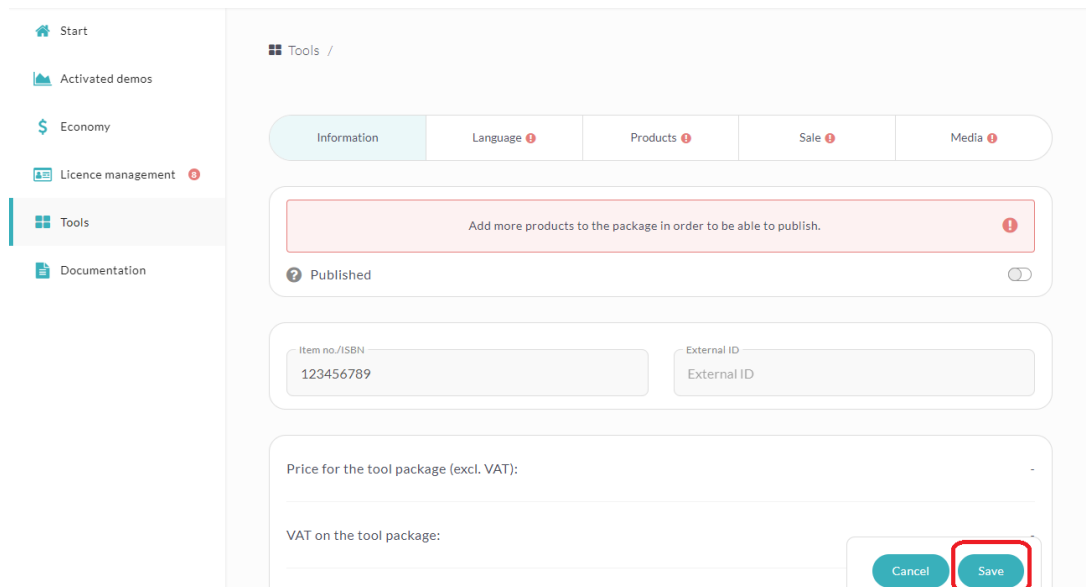 Start
Activated demos
Economy
Licence management 8
Tools
Documentation
Tools /
Information
Language
Products
Sale
Media
Add more products to the package in order to be able to publish.
Published
Item no./ISBN
123456789
External ID
External ID
Price for the tool package (excl. VAT):
-
VAT on the tool package:
-
Cancel
Save